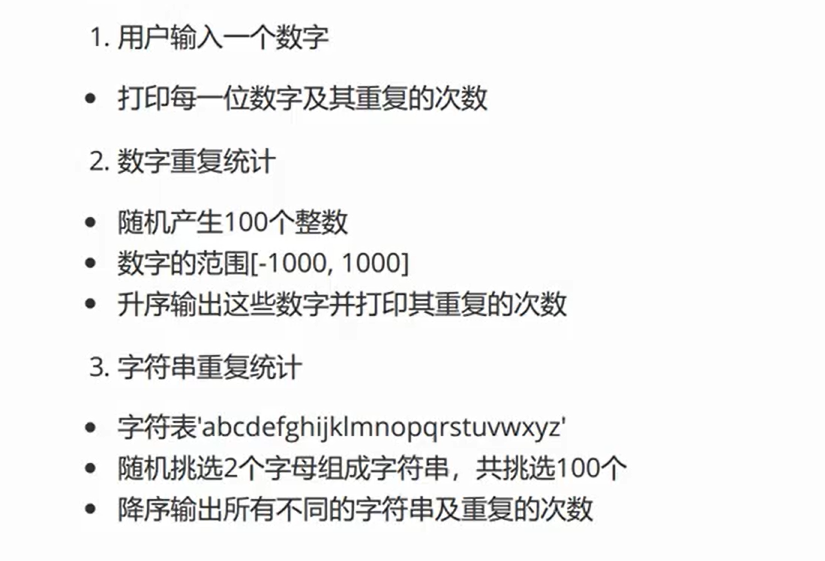 1. 用户输入一个数字
• 打印每一位数字及其重复的次数
2. 数字重复统计
• 随机产生100个整数
• 数字的范围[-1000, 1000]
• 升序输出这些数字并打印其重复的次数
3. 字符串重复统计
• 字符表'abcdefghijklmnopqrstuvwxyz'
• 随机挑选2个字母组成字符串，共挑选100个
• 降序输出所有不同的字符串及重复的次数